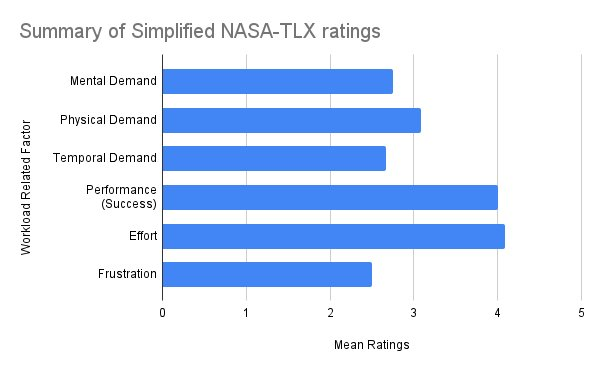 Summary of Simplified NASA-TLX ratings
Workload Related Factor
Mental Demand
Physical Demand
Temporal Demand
Performance
(Success)
Effort
Frustration
0 1 2 3 4 5
Mean Ratings